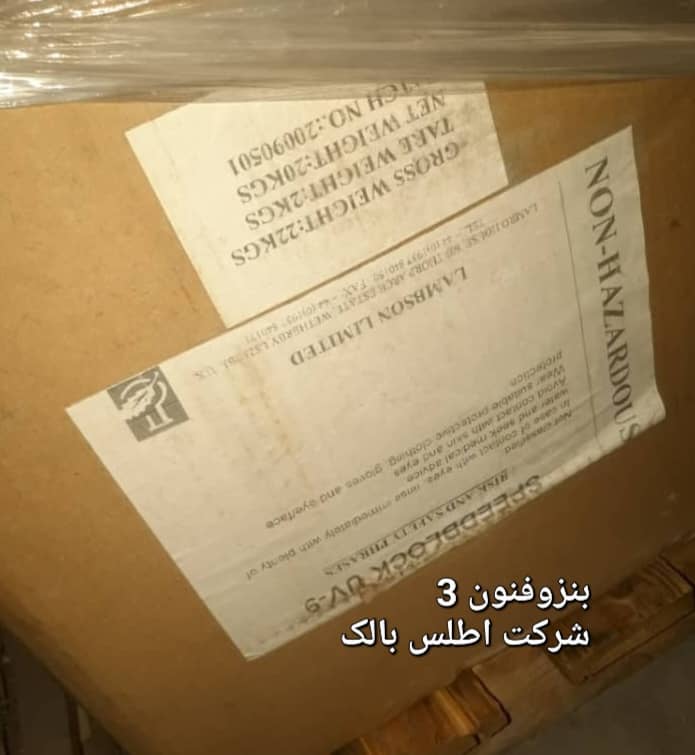 SPEEDBLOCK UV-9
RISK AND SAFETY PHRASES
Not classified
In case of contact with eyes, rinse immediately with plenty of
water and seek medical advice
Avoid contact with skin and eyes
Wear suitable protective clothing, gloves and eye/face
protection
LAMBSON LIMITED
NON-HAZARDOUS
GROSS WEIGHT:22KGS
TARE WEIGHT:2KGS
NET WEIGHT:20KGS
NO.:20090501
بنزوفنون 3
شرکت اطلس بالک